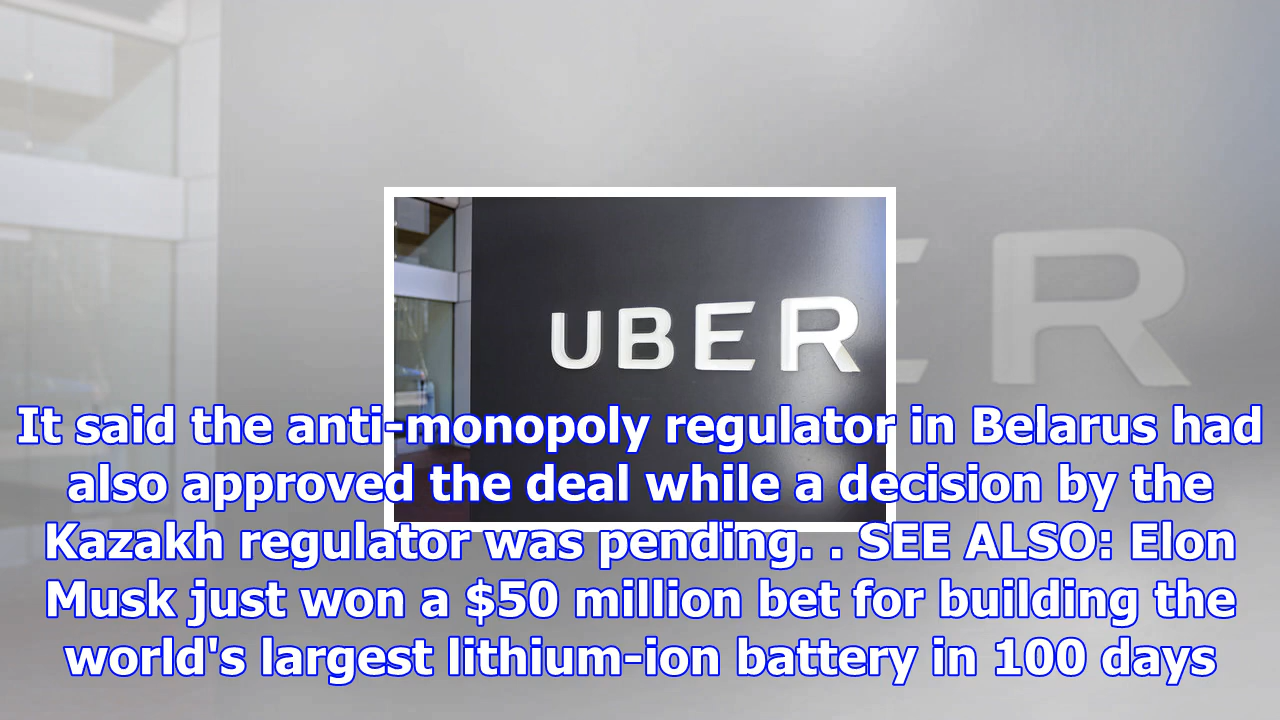 UBER
ER
It said the anti-monopoly regulator in Belarus had
also approved the deal while a decision by the
Kazakh regulator was pending. . SEE ALSO: Elon
Musk just won a $50 million bet for building the
world's largest lithium-ion battery in 100 days